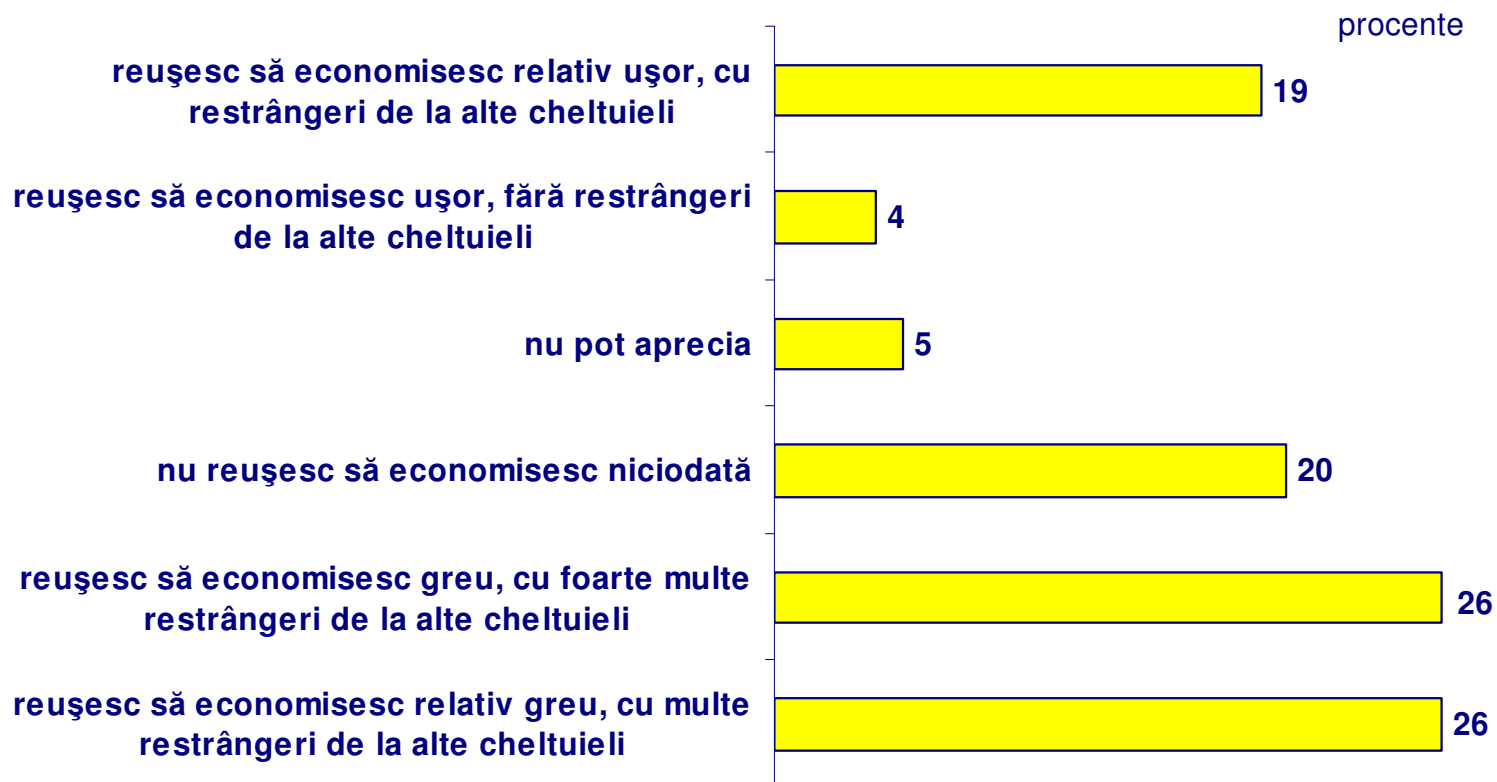 procente
reuşesc să economisesc relativ uşor, cu
restrângeri de la alte cheltuieli
19
reuşesc să economisesc uşor, fără restrângeri
de la alte cheltuieli
4
nu pot aprecia
5
nu reuşesc să economisesc niciodată
20
reuşesc să economisesc greu, cu foarte multe
restrângeri de la alte cheltuieli
26
reuşesc să economisesc relativ greu, cu multe
restrângeri de la alte cheltuieli
26